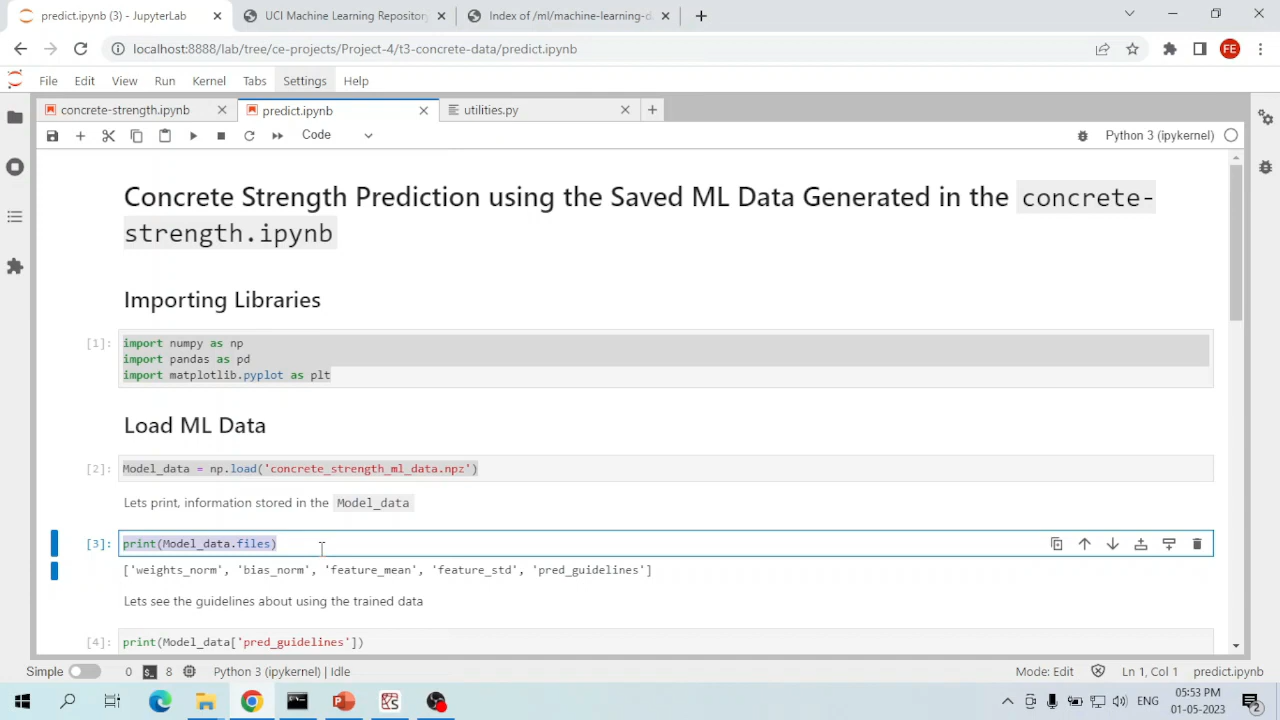 predict.ipynb (3) - JupyterLab
UCI Machine Learning Repository
Index of /ml/machine-learning-d
localhost:8888/lab/tree/ce-projects/Project-4/t3-concrete-data/predict.ipynb
FE
File Edit View Run Kernel Tabs Settings Help
concrete-strength.ipynb
predict.ipynb
utilities.py
Code
Python 3 (ipykernel)
Concrete Strength Prediction using the Saved ML Data Generated in the concrete-
strength.ipynb
Importing Libraries
[1]: import numpy as np
import pandas as pd
import matplotlib.pyplot as plt
Load ML Data
[2]: Model_data = np.load('concrete_strength_ml_data.npz')
Lets print, information stored in the Model_data
[3]: print(Model_data.files)
['weights_norm', 'bias_norm', 'feature_mean', 'feature_std', 'pred_guidelines']
Lets see the guidelines about using the trained data
[4]: print(Model_data['pred_guidelines'])
Simple 0 8 Python 3 (ipykernel) | Idle Mode: Edit Ln 1, Col 1 predict.ipynb
ENG
05:53 PM
01-05-2023
2